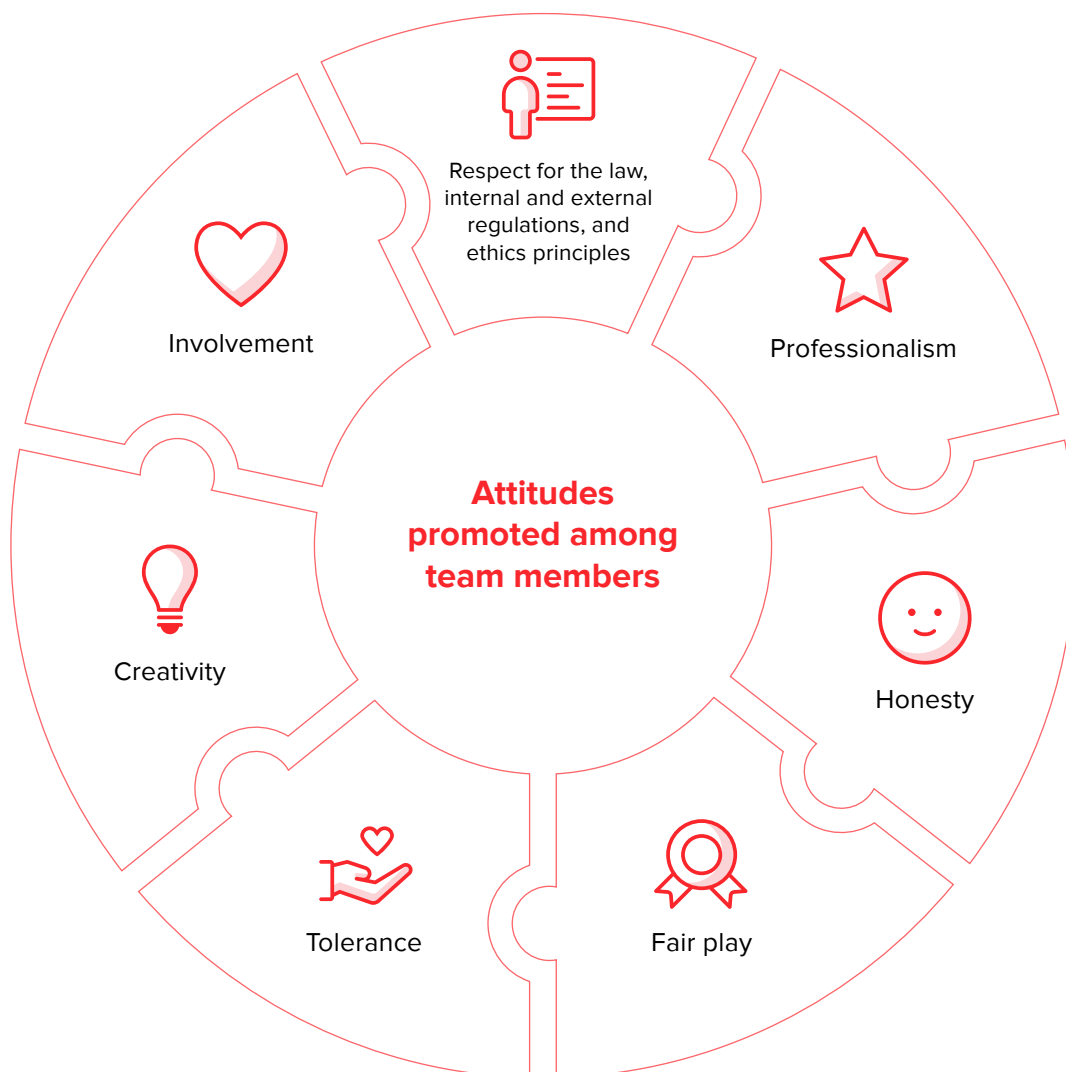 Respect for the law,
internal and external
regulations, and
ethics principles
Involvement
Professionalism
Attitudes
promoted among
team members
Creativity
Honesty
Tolerance
Fair play